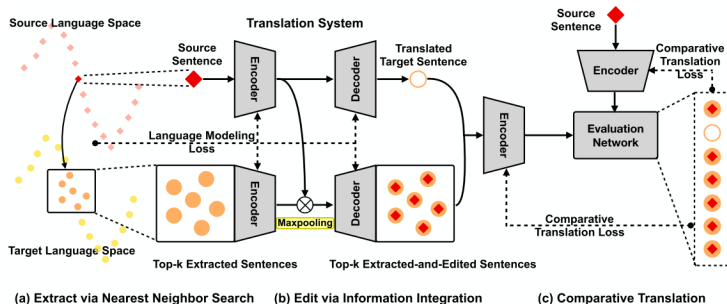 Source Language Space
Translation System
Source
Sentence
Source
Sentence
Translated
Target Sentence
Comparative
Translation
Loss
Encoder
Decoder
Encoder
Encoder
Evaluation
Network
Language Modeling
Loss
Encoder
Decoder
Maxpooling
Comparative
Translation Loss
Target Language Space
Top-k Extracted Sentences
Top-k Extracted-and-Edited Sentences
(a) Extract via Nearest Neighbor Search
(b) Edit via Information Integration
(c) Comparative Translation